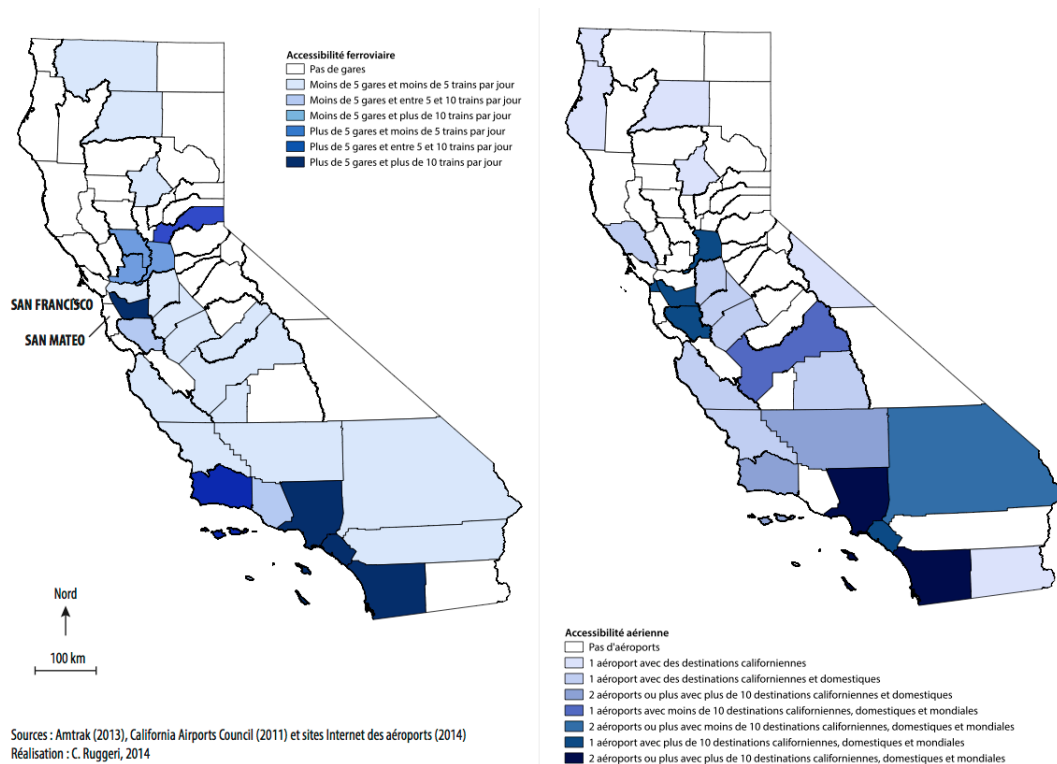 Accessibilité ferroviaire
Pas de gares
Moins de 5 gares et moins de 5 trains par jour
Moins de 5 gares et entre 5 et 10 trains par jour
Moins de 5 gares et plus de 10 trains par jour
Plus de 5 gares et moins de 5 trains par jour
Plus de 5 gares et entre 5 et 10 trains par jour
Plus de 5 gares et plus de 10 trains par jour
SAN FRANCISCO
SAN MATEO
Nord
100 km
Sources : Amtrak (2013), California Airports Council (2011) et sites Internet des aéroports (2014)
Réalisation : C. Ruggeri, 2014
Accessibilité aérienne
Pas d'aéroports
1 aéroport avec des destinations californiennes
1 aéroport avec des destinations californiennes et domestiques
2 aéroports ou plus avec plus de 10 destinations californiennes et domestiques
1 aéroports avec moins de 10 destinations californiennes, domestiques et mondiales
2 aéroports ou plus avec moins de 10 destinations californiennes, domestiques et mondiales
1 aéroport avec plus de 10 destinations californiennes, domestiques et mondiales
2 aéroports ou plus avec plus de 10 destinations californiennes, domestiques et mondiales